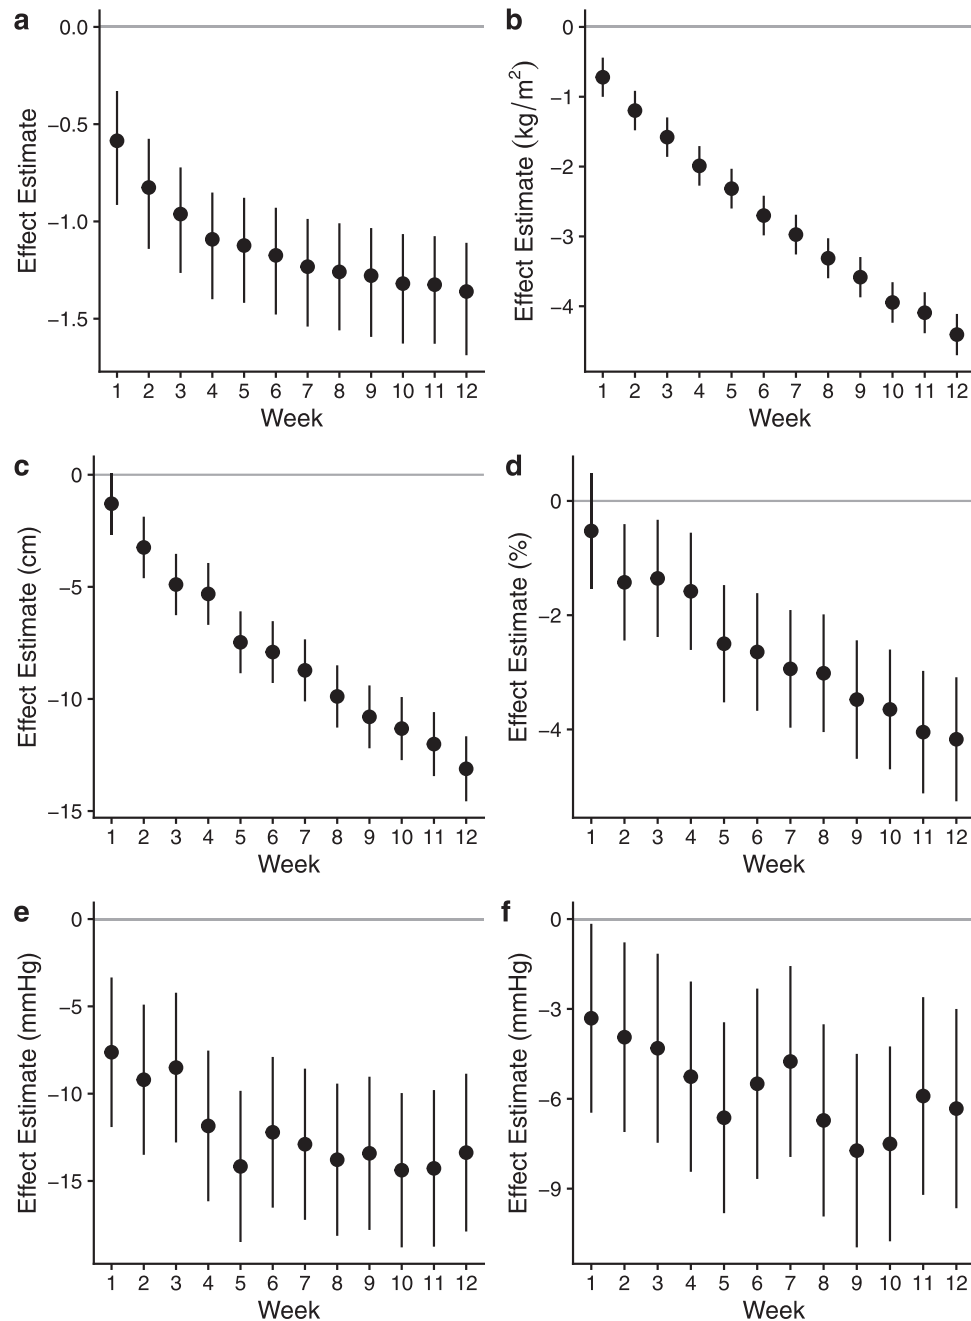 a
0.0
−0.5
−1.0
−1.5
Effect Estimate
1 2 3 4 5 6 7 8 9 10 11 12
Week
b
0
−1
−2
−3
−4
Effect Estimate (kg/m²)
1 2 3 4 5 6 7 8 9 10 11 12
Week
c
0
−5
−10
−15
Effect Estimate (cm)
1 2 3 4 5 6 7 8 9 10 11 12
Week
d
0
−2
−4
Effect Estimate (%)
1 2 3 4 5 6 7 8 9 10 11 12
Week
e
0
−5
−10
−15
Effect Estimate (mmHg)
1 2 3 4 5 6 7 8 9 10 11 12
Week
f
0
−3
−6
−9
Effect Estimate (mmHg)
1 2 3 4 5 6 7 8 9 10 11 12
Week